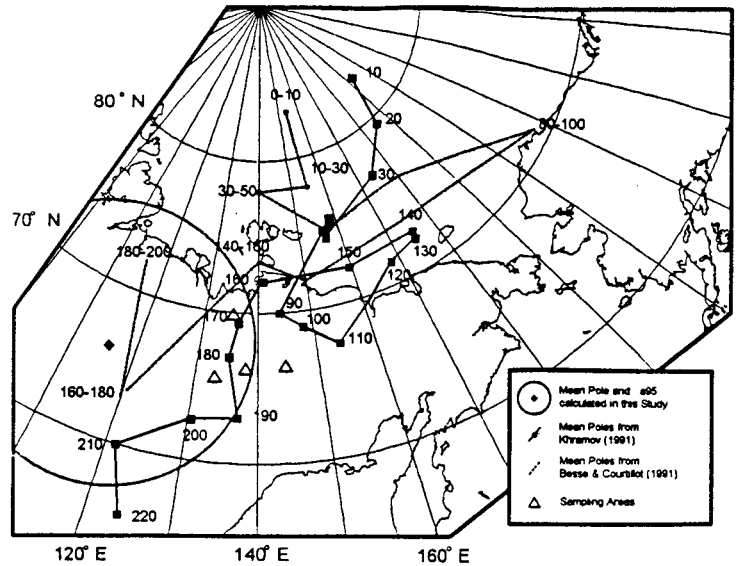 10
0-10
80° N
20
80-100
10-30
30
30-50
70° N
140
180-200
140-160
150
130
160
120
90
170
100
110
180
160-180
190
200
210
220
Mean Pole and a95
calculated in this Study
Mean Poles from
Khramov (1991)
Mean Poles from
Besse & Courtillot (1991)
Sampling Areas
120° E
140° E
160° E